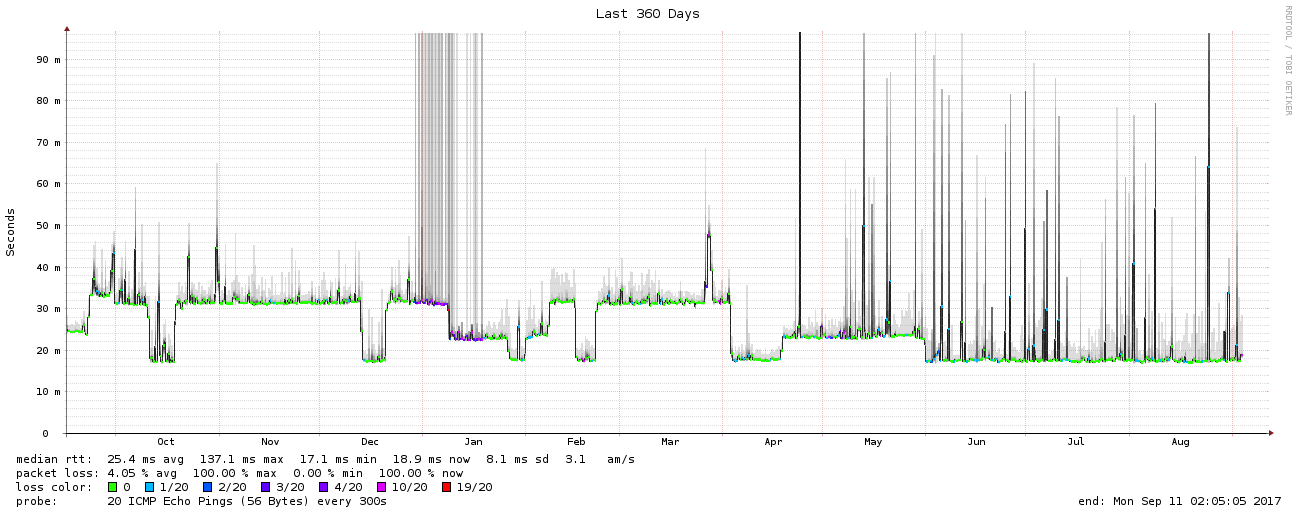 Last 360 Days
RRDTOOL / TOBI OETIKER
Seconds
90 m
80 m
70 m
60 m
50 m
40 m
30 m
20 m
10 m
0
Oct Nov Dec Jan Feb Mar Apr May Jun Jul Aug
median rtt: 25.4 ms avg 137.1 ms max 17.1 ms min 18.9 ms now 8.1 ms sd 3.1 am/s
packet loss: 4.05 % avg 100.00 % max 0.00 % min 100.00 % now
loss color: 0 1/20 2/20 3/20 4/20 10/20 19/20
probe: 20 ICMP Echo Pings (56 Bytes) every 300s end: Mon Sep 11 02:05:05 2017